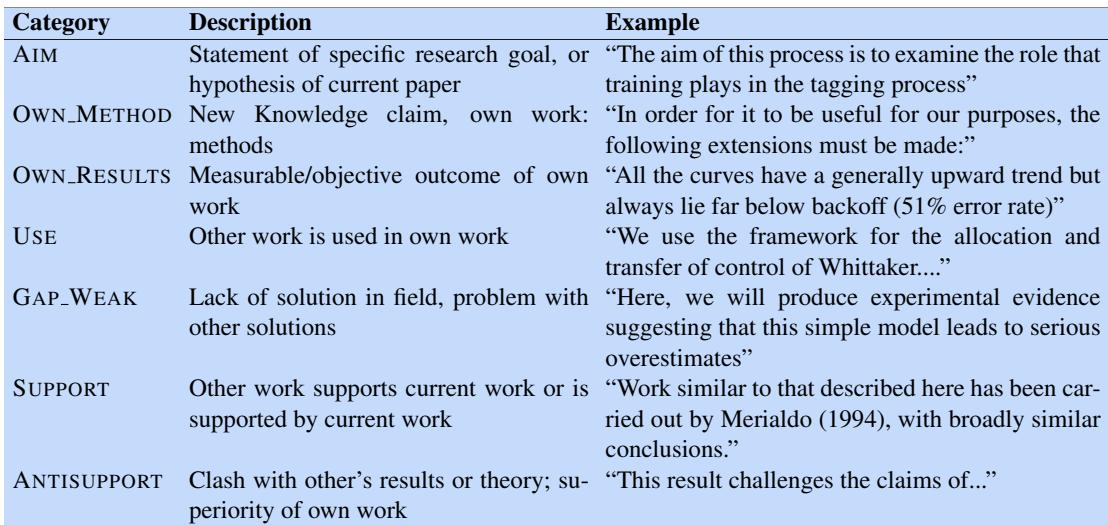 Category Description Example
AIM Statement of specific research goal, or “The aim of this process is to examine the role that
hypothesis of current paper training plays in the tagging process”
OWN_METHOD New Knowledge claim, own work: “In order for it to be useful for our purposes, the
methods following extensions must be made:”
OWN_RESULTS Measurable/objective outcome of own “All the curves have a generally upward trend but
work always lie far below backoff (51% error rate)”
USE Other work is used in own work “We use the framework for the allocation and
transfer of control of Whittaker....”
GAP_WEAK Lack of solution in field, problem with “Here, we will produce experimental evidence
other solutions suggesting that this simple model leads to serious
overestimates”
SUPPORT Other work supports current work or is “Work similar to that described here has been car-
supported by current work ried out by Merialdo (1994), with broadly similar
conclusions.”
ANTISUPPORT Clash with other’s results or theory; su- “This result challenges the claims of...”
periority of own work